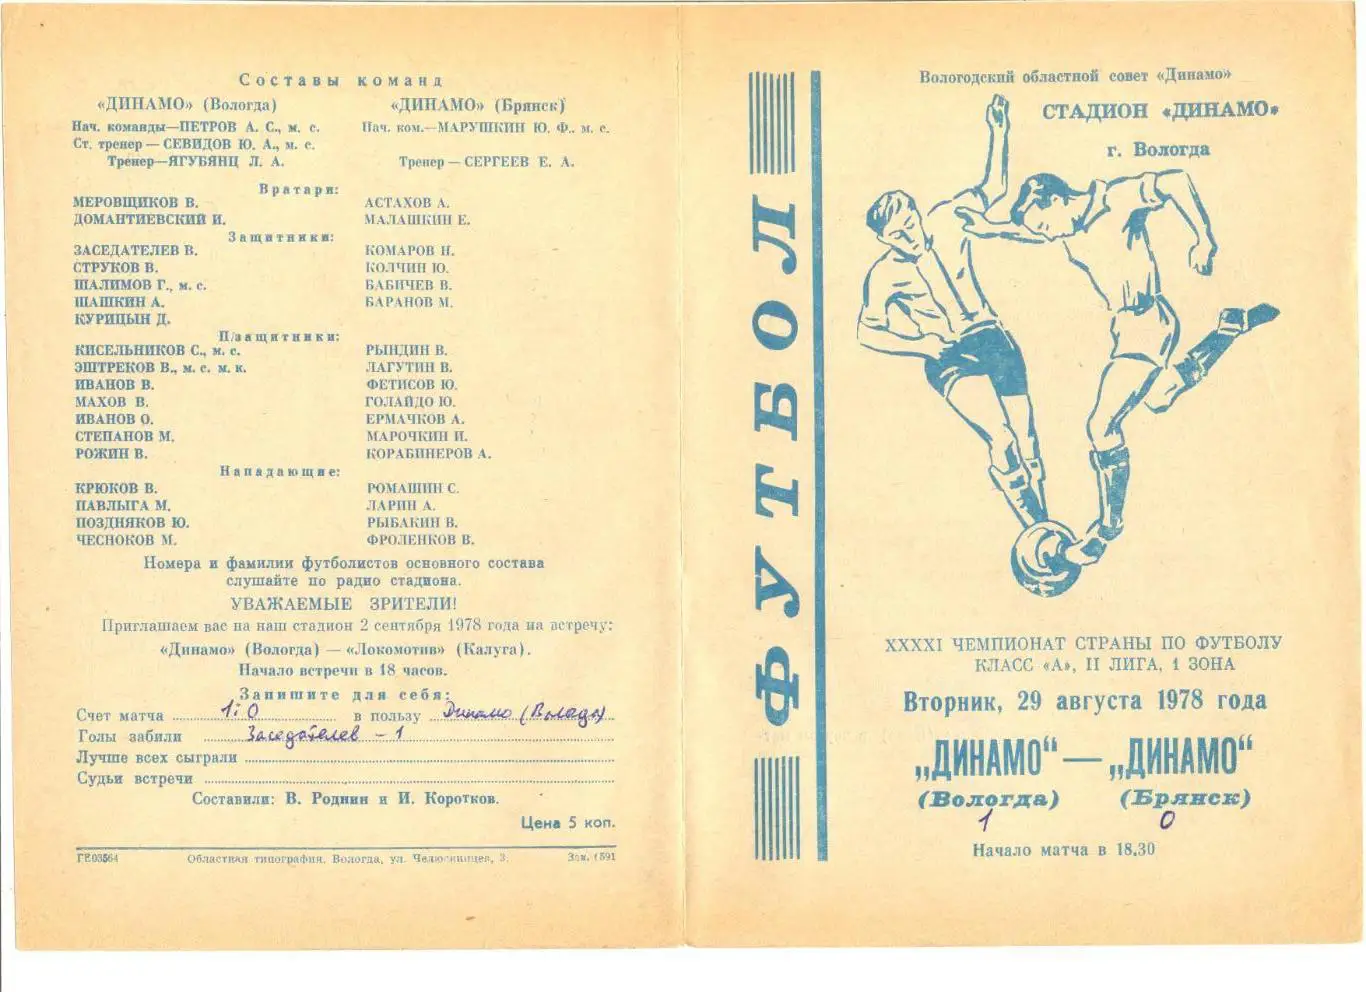 Составы команд
«ДИНАМО» (Вологда) «ДИНАМО» (Брянск)
Нач. команды—ПЕТРОВ А. С., м. с. Нач. ком.—МАРУШКИН Ю. Ф., м. с.
Ст. тренер—СЕВИДОВ Ю. А., м. с.
Тренер—ЯГУБЯНЦ Л. А. Тренер—СЕРГЕЕВ Е. А.
Вратари:
МЕРОВЩИКОВ В. АСТАХОВ А.
ДОМАНТИЕВСКИЙ И. МАЛАШКИН Е.
Защитники:
ЗАСЕДАТЕЛЕВ В. КОМАРОВ Н.
СТРУКОВ В. КОЛЧИН Ю.
ШАЛИМОВ Г., м. с. БАБИЧЕВ В.
ШАШКИН А. БАРАНОВ М.
КУРИЦЫН Д.
П/защитники:
КИСЕЛЬНИКОВ С., м. с. РЫНДИН В.
ЭШТРЕКОВ В., м. с. м. к. ЛАГУТИН В.
ИВАНОВ В. ФЕТИСОВ Ю.
МАХОВ В. ГОЛАЙДО Ю.
ИВАНОВ О. ЕРМАЧКОВ А.
СТЕПАНОВ М. МАРОЧКИН И.
РОЖИН В. КОРАБИНЕРОВ А.
Нападающие:
КРЮКОВ В. РОМАШИН С.
ПАВЛЫГА М. ЛАРИН А.
ПОЗДНЯКОВ Ю. РЫБАКИН В.
ЧЕСНОКОВ М. ФРОЛЕНКОВ В.
Номера и фамилии футболистов основного состава
слушайте по радио стадиона.
УВАЖАЕМЫЕ ЗРИТЕЛИ!
Приглашаем вас на наш стадион 2 сентября 1978 года на встречу:
«Динамо» (Вологда) — «Локомотив» (Калуга).
Начало встречи в 18 часов.
Запишите для себя:
Счет матча 1:0 в пользу Динамо (Вологда)
Голы забили Заседателев - 1
Лучше всех сыграли
Судьи встречи
Составили: В. Роднин и И. Коротков.
Цена 5 коп.
ГЕ03564 Областная типография, Вологда, ул. Челюскинцев, 3. Зак. 1591
ФУТБОЛ
Вологодский областной совет «Динамо»
СТАДИОН «ДИНАМО»
г. Вологда
XXXXI ЧЕМПИОНАТ СТРАНЫ ПО ФУТБОЛУ
КЛАСС «А», II ЛИГА, 1 ЗОНА
Вторник, 29 августа 1978 года
„ДИНАМО“ — „ДИНАМО“
(Вологда) (Брянск)
1 0
Начало матча в 18.30